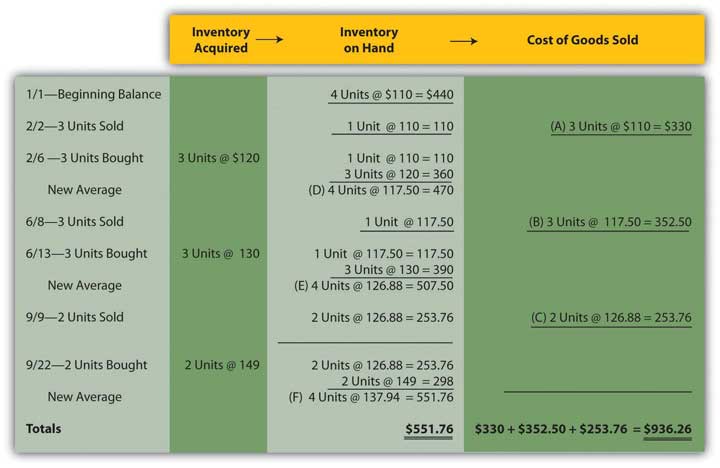 Inventory Acquired → Inventory on Hand → Cost of Goods Sold
1/1—Beginning Balance 4 Units @ $110 = $440
2/2—3 Units Sold 1 Unit @ 110 = 110 (A) 3 Units @ $110 = $330
2/6 —3 Units Bought 3 Units @ $120 1 Unit @ 110 = 110
3 Units @ 120 = 360
New Average (D) 4 Units @ 117.50 = 470
6/8—3 Units Sold 1 Unit @ 117.50 (B) 3 Units @ 117.50 = 352.50
6/13—3 Units Bought 3 Units @ 130 1 Unit @ 117.50 = 117.50
3 Units @ 130 = 390
New Average (E) 4 Units @ 126.88 = 507.50
9/9—2 Units Sold 2 Units @ 126.88 = 253.76 (C) 2 Units @ 126.88 = 253.76
9/22—2 Units Bought 2 Units @ 149 2 Units @ 126.88 = 253.76
2 Units @ 149 = 298
New Average (F) 4 Units @ 137.94 = 551.76
Totals $551.76 $330 + $352.50 + $253.76 = $936.26